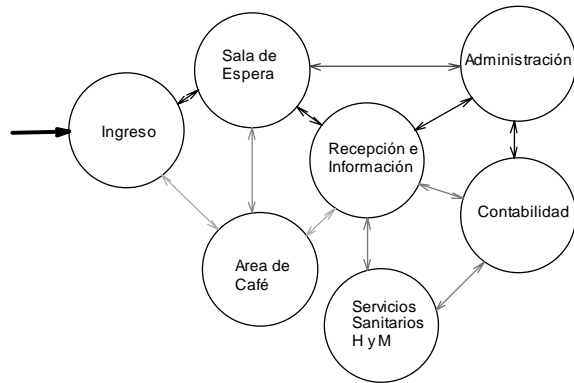 Sala de
Espera
Administración
Ingreso
Recepción e
Información
Contabilidad
Area de
Café
Servicios
Sanitarios
H y M